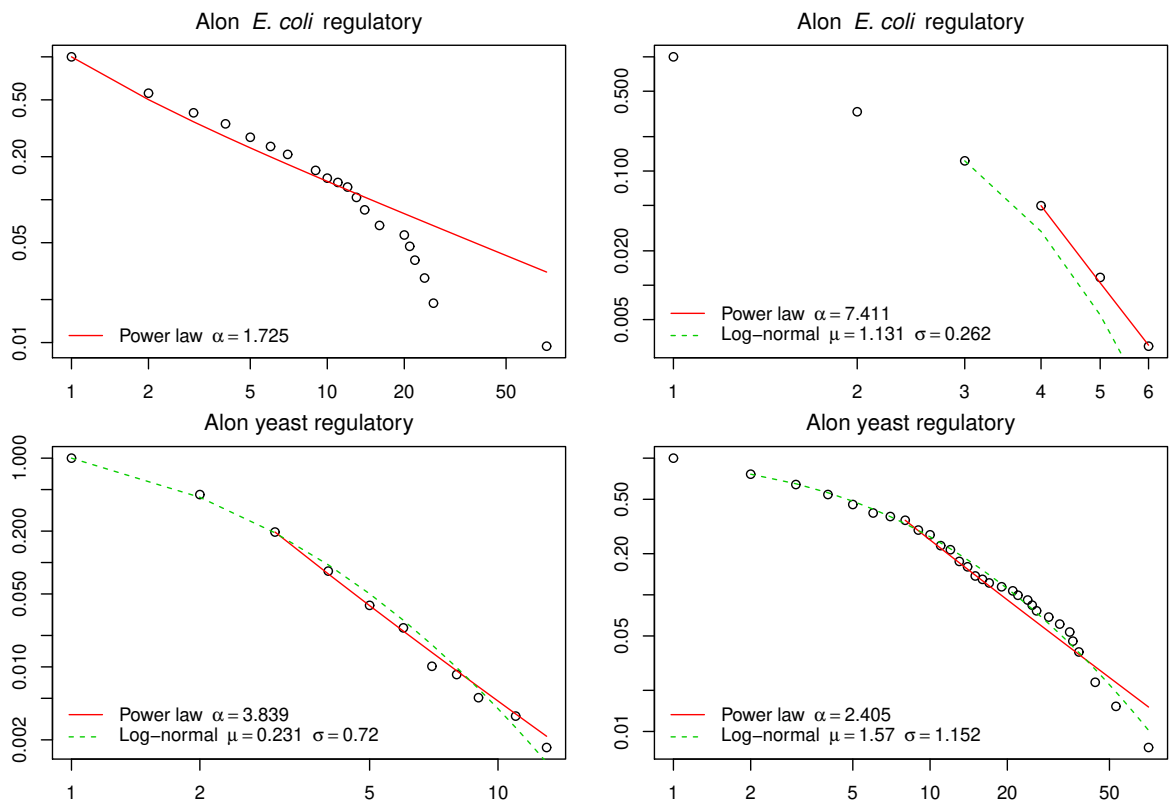 Alon E. coli regulatory
0.50
0.20
0.05
0.01
Power law α = 1.725
1 2 5 10 20 50
Alon E. coli regulatory
0.500
0.100
0.020
0.005
Power law α = 7.411
Log−normal μ = 1.131 σ = 0.262
1 2 3 4 5 6
Alon yeast regulatory
1.000
0.200
0.050
0.010
0.002
Power law α = 3.839
Log−normal μ = 0.231 σ = 0.72
1 2 5 10
Alon yeast regulatory
0.50
0.20
0.05
0.01
Power law α = 2.405
Log−normal μ = 1.57 σ = 1.152
1 2 5 10 20 50